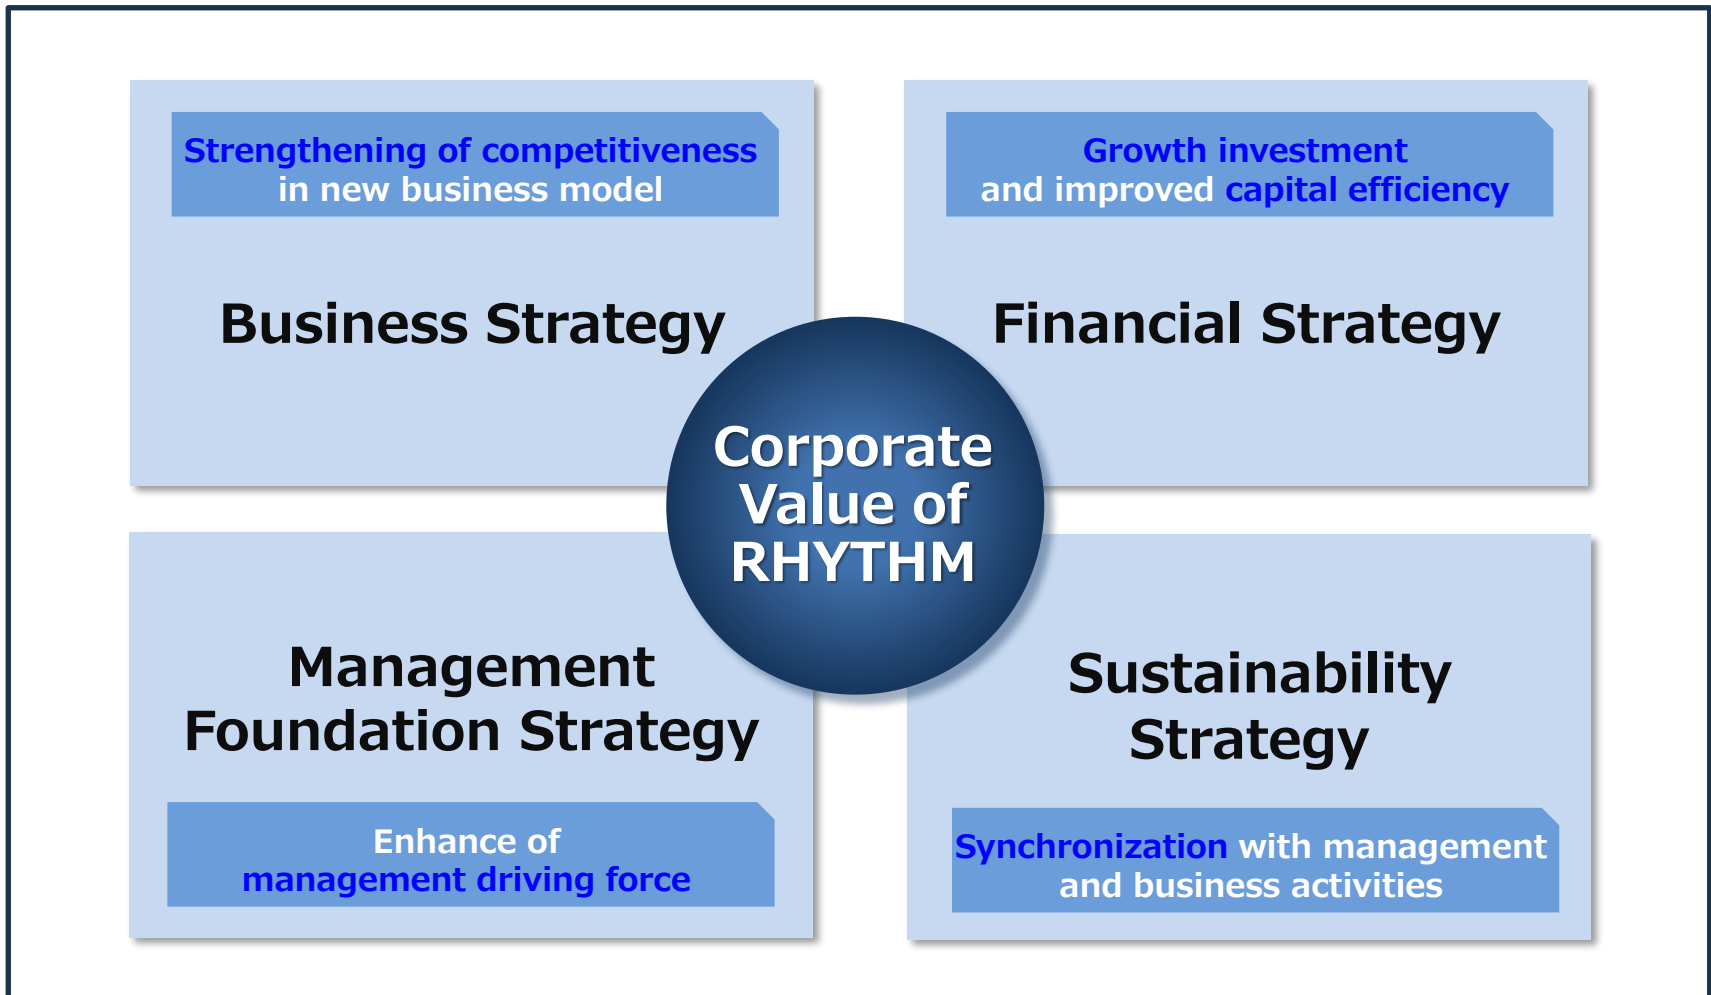 Strengthening of competitiveness
in new business model
Business Strategy
Growth investment
and improved capital efficiency
Financial Strategy
Corporate
Value of
RHYTHM
Management
Foundation Strategy
Enhance of
management driving force
Sustainability
Strategy
Synchronization with management
and business activities